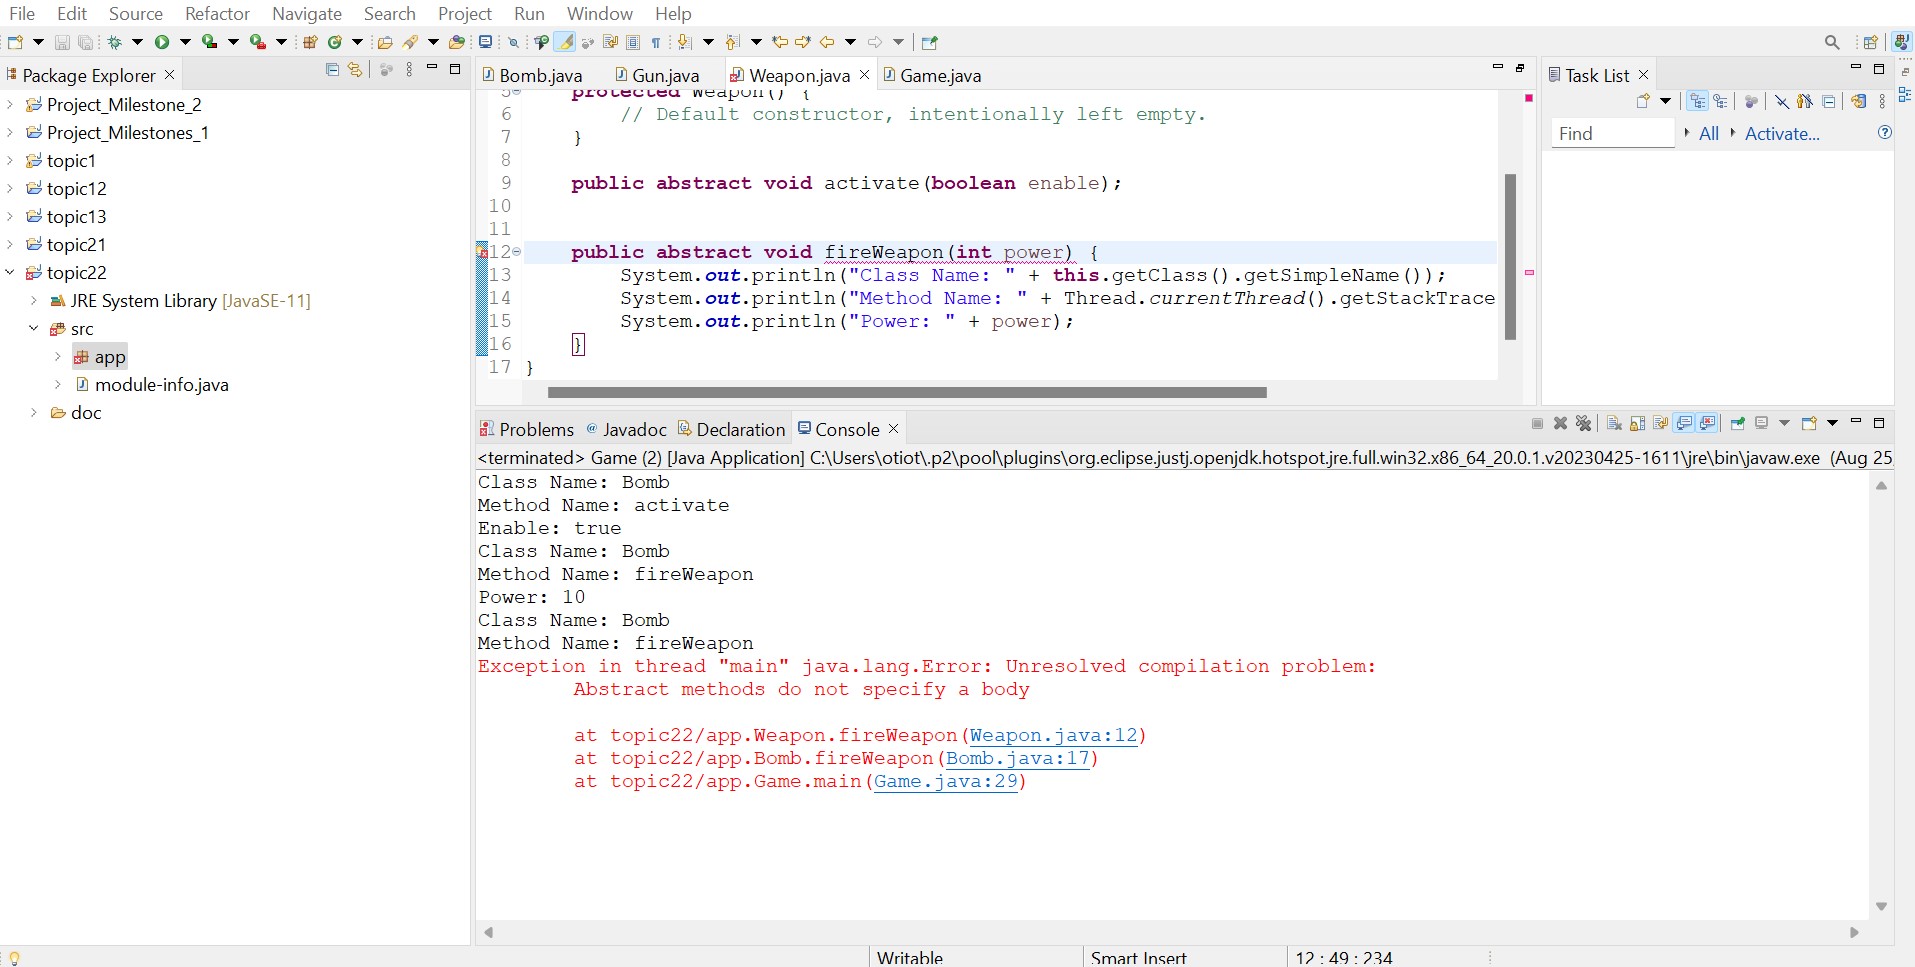 File Edit Source Refactor Navigate Search Project Run Window Help
Package Explorer
Project_Milestone_2
Project_Milestones_1
topic1
topic12
topic13
topic21
topic22
JRE System Library [JavaSE-11]
src
app
module-info.java
doc
Bomb.java Gun.java Weapon.java Game.java
5 protected Weapon() {
6 // Default constructor, intentionally left empty.
7 }
8
9 public abstract void activate(boolean enable);
10
11
12 public abstract void fireWeapon(int power) {
13 System.out.println("Class Name: " + this.getClass().getSimpleName());
14 System.out.println("Method Name: " + Thread.currentThread().getStackTrace
15 System.out.println("Power: " + power);
16 }
17 }
Task List
Find All Activate...
Problems Javadoc Declaration Console
<terminated> Game (2) [Java Application] C:\Users\otiot\.p2\pool\plugins\org.eclipse.justj.openjdk.hotspot.jre.full.win32.x86_64_20.0.1.v20230425-1611\jre\bin\javaw.exe (Aug 25,
Class Name: Bomb
Method Name: activate
Enable: true
Class Name: Bomb
Method Name: fireWeapon
Power: 10
Class Name: Bomb
Method Name: fireWeapon
Exception in thread "main" java.lang.Error: Unresolved compilation problem:
Abstract methods do not specify a body
at topic22/app.Weapon.fireWeapon(Weapon.java:12)
at topic22/app.Bomb.fireWeapon(Bomb.java:17)
at topic22/app.Game.main(Game.java:29)
Writable Smart Insert 12 : 49 : 234